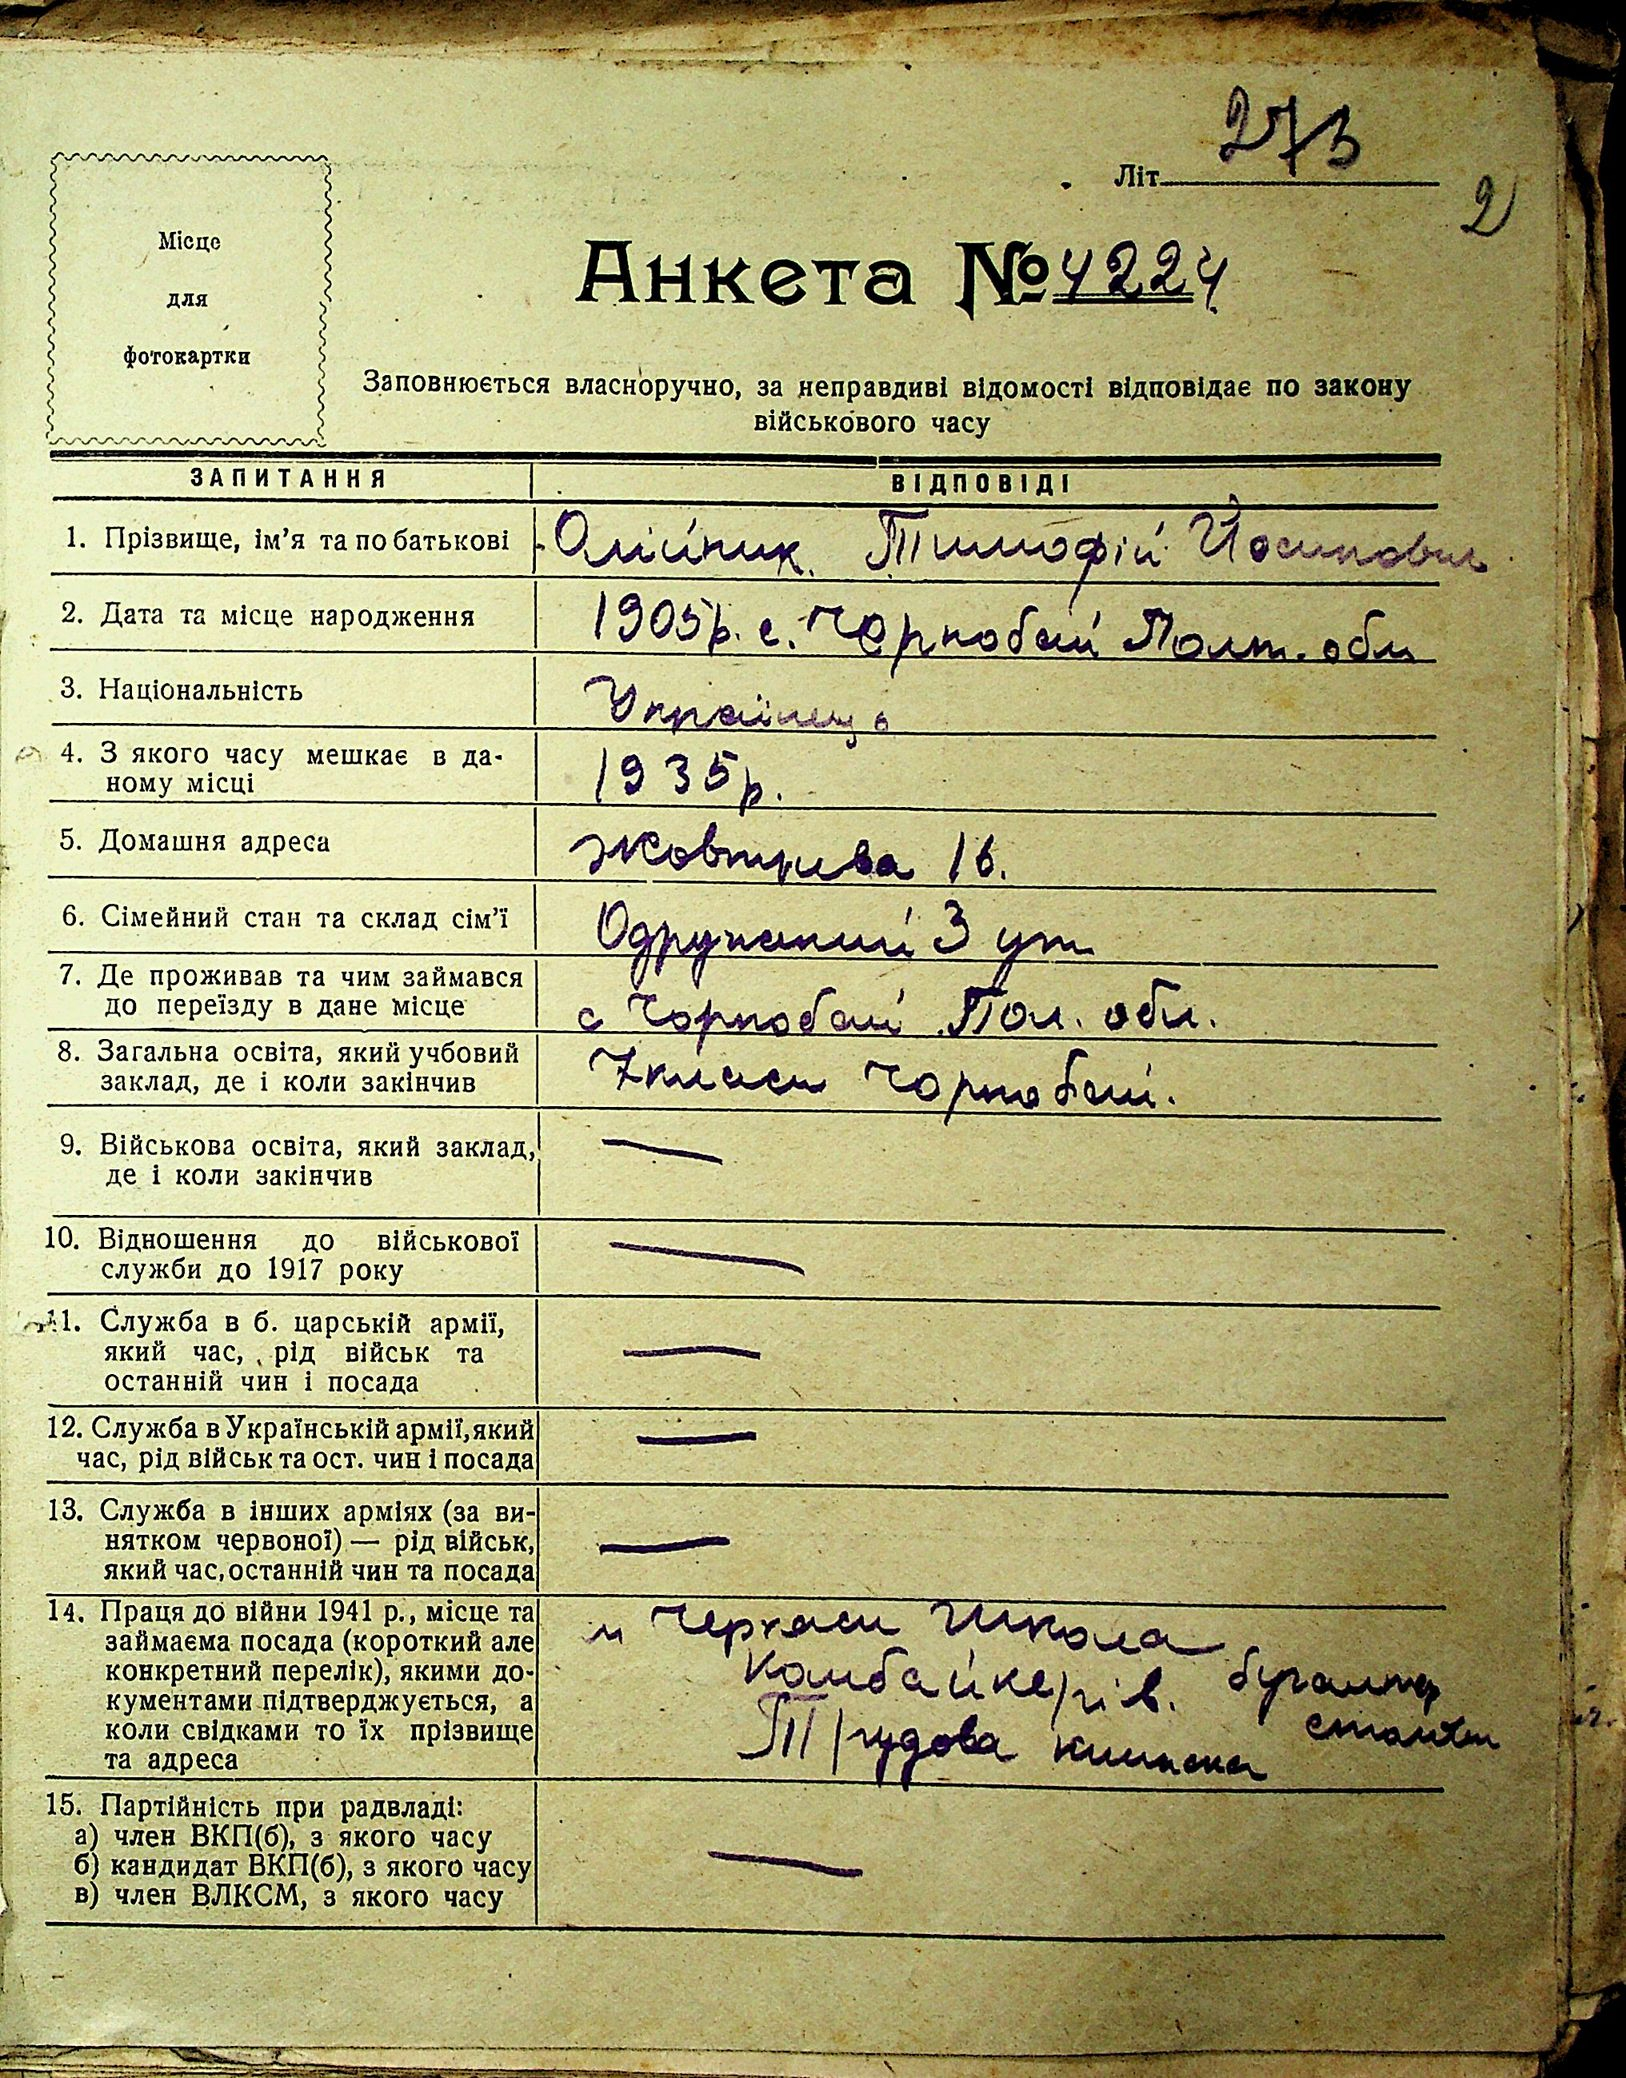 273
Літ
2
Місце
для
фотокартки
Анкета № 4224
Заповнюється власноручно, за неправдиві відомості відповідає по закону
військового часу
ЗАПИТАННЯ ВІДПОВІДІ
1. Прізвище, ім'я та по батькові Олійник Тимофій Йосипович
2. Дата та місце народження 1905р. с. Чорнобай Полт. обл
3. Національність Українець
4. З якого часу мешкає в да-
ному місці 1935р.
5. Домашня адреса Жовтнева 16.
6. Сімейний стан та склад сім'ї Одружаний 3
7. Де проживав та чим займався
до переїзду в дане місце с Чорнобай Пол. обл.
8. Загальна освіта, який учбовий
заклад, де і коли закінчив 7класи Чорнобай.
9. Військова освіта, який заклад, —
де і коли закінчив
10. Відношення до військової —
служби до 1917 року
11. Служба в б. царській армії,
який час, рід військ та —
останній чин і посада
12. Служба в Українській армії, який —
час, рід військ та ост. чин і посада
13. Служба в інших арміях (за ви-
нятком червоної) — рід військ, —
який час, останній чин та посада
14. Праця до війни 1941 р., місце та м Черкаси Школа
займаєма посада (короткий але
конкретний перелік), якими до- Комбайнерів. бугалтер
кументами підтверджується, а
коли свідками то їх прізвище Трудова книжка
та адреса
15. Партійність при радвладі:
а) член ВКП(б), з якого часу
б) кандидат ВКП(б), з якого часу —
в) член ВЛКСМ, з якого часу